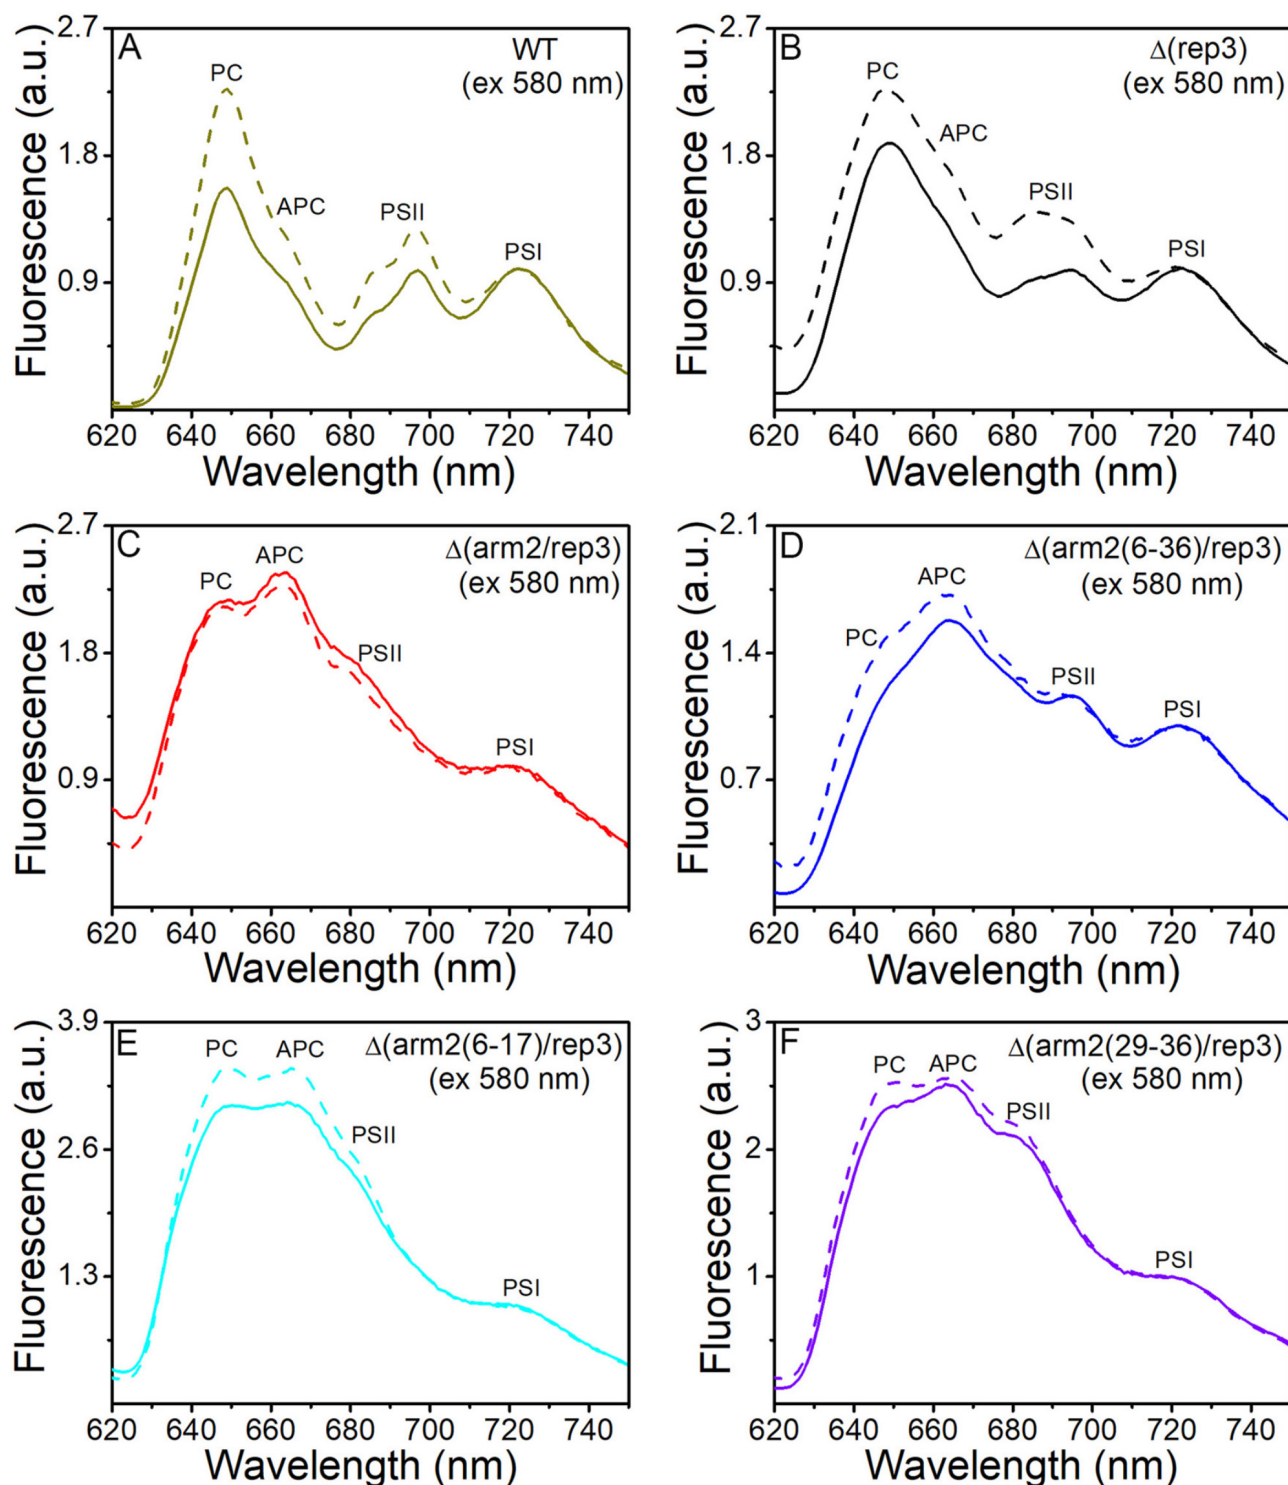 A
WT
(ex 580 nm)
PC
APC
PSII
PSI
2.7
1.8
0.9
Fluorescence (a.u.)
620 640 660 680 700 720 740
Wavelength (nm)
B
Δ(rep3)
(ex 580 nm)
PC
APC
PSII
PSI
2.7
1.8
0.9
Fluorescence (a.u.)
620 640 660 680 700 720 740
Wavelength (nm)
C
Δ(arm2/rep3)
(ex 580 nm)
PC
APC
PSII
PSI
2.7
1.8
0.9
Fluorescence (a.u.)
620 640 660 680 700 720 740
Wavelength (nm)
D
Δ(arm2(6-36)/rep3)
(ex 580 nm)
PC
APC
PSII
PSI
2.1
1.4
0.7
Fluorescence (a.u.)
620 640 660 680 700 720 740
Wavelength (nm)
E
Δ(arm2(6-17)/rep3)
(ex 580 nm)
PC
APC
PSII
PSI
3.9
2.6
1.3
Fluorescence (a.u.)
620 640 660 680 700 720 740
Wavelength (nm)
F
Δ(arm2(29-36)/rep3)
(ex 580 nm)
PC
APC
PSII
PSI
3
2
1
Fluorescence (a.u.)
620 640 660 680 700 720 740
Wavelength (nm)